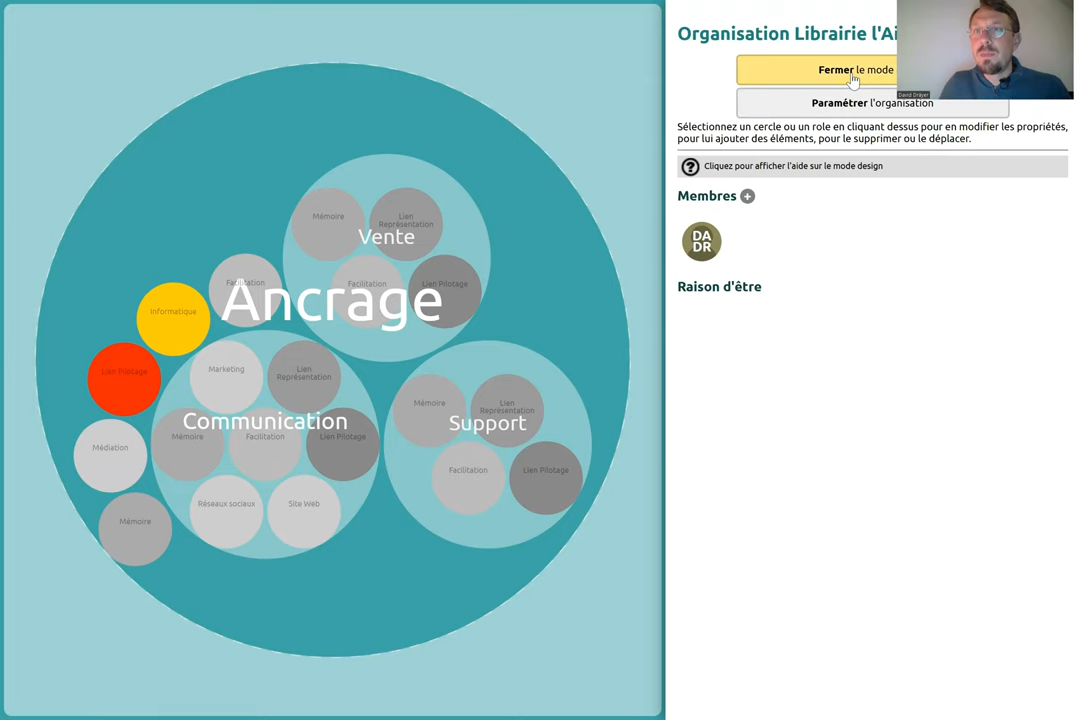 Organisation Librairie l'Ai
Fermer le mode
Paramétrer l'organisation
Sélectionnez un cercle ou un role en cliquant dessus pour en modifier les propriétés,
pour lui ajouter des éléments, pour le supprimer ou le déplacer.
? Cliquez pour afficher l'aide sur le mode design
Membres +
DA
DR
Raison d'être
David Dräyer
Mémoire
Lien
Représentation
Vente
Facilitation
Lien Pilotage
Facilitation
Ancrage
Informatique
Lien Pilotage
Médiation
Mémoire
Marketing
Lien
Représentation
Communication
Mémoire
Facilitation
Lien Pilotage
Réseaux sociaux
Site Web
Mémoire
Lien
Représentation
Support
Facilitation
Lien Pilotage